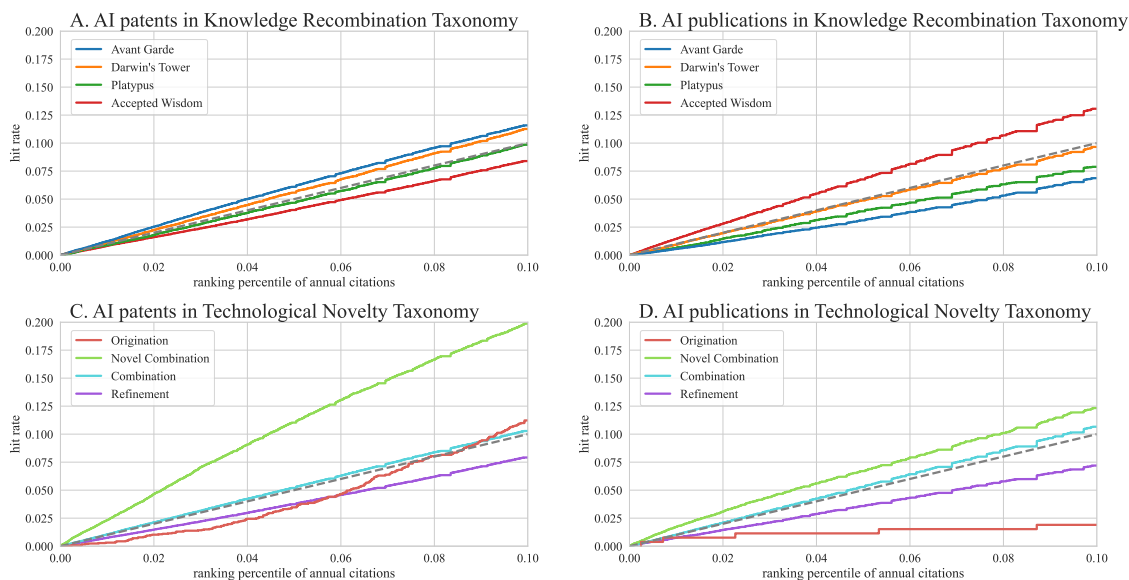 A. AI patents in Knowledge Recombination Taxonomy
0.200
0.175
0.150
0.125
0.100
0.075
0.050
0.025
0.000
hit rate
Avant Garde
Darwin's Tower
Platypus
Accepted Wisdom
0.00 0.02 0.04 0.06 0.08 0.10
ranking percentile of annual citations
B. AI publications in Knowledge Recombination Taxonomy
0.200
0.175
0.150
0.125
0.100
0.075
0.050
0.025
0.000
hit rate
Avant Garde
Darwin's Tower
Platypus
Accepted Wisdom
0.00 0.02 0.04 0.06 0.08 0.10
ranking percentile of annual citations
C. AI patents in Technological Novelty Taxonomy
0.200
0.175
0.150
0.125
0.100
0.075
0.050
0.025
0.000
hit rate
Origination
Novel Combination
Combination
Refinement
0.00 0.02 0.04 0.06 0.08 0.10
ranking percentile of annual citations
D. AI publications in Technological Novelty Taxonomy
0.200
0.175
0.150
0.125
0.100
0.075
0.050
0.025
0.000
hit rate
Origination
Novel Combination
Combination
Refinement
0.00 0.02 0.04 0.06 0.08 0.10
ranking percentile of annual citations